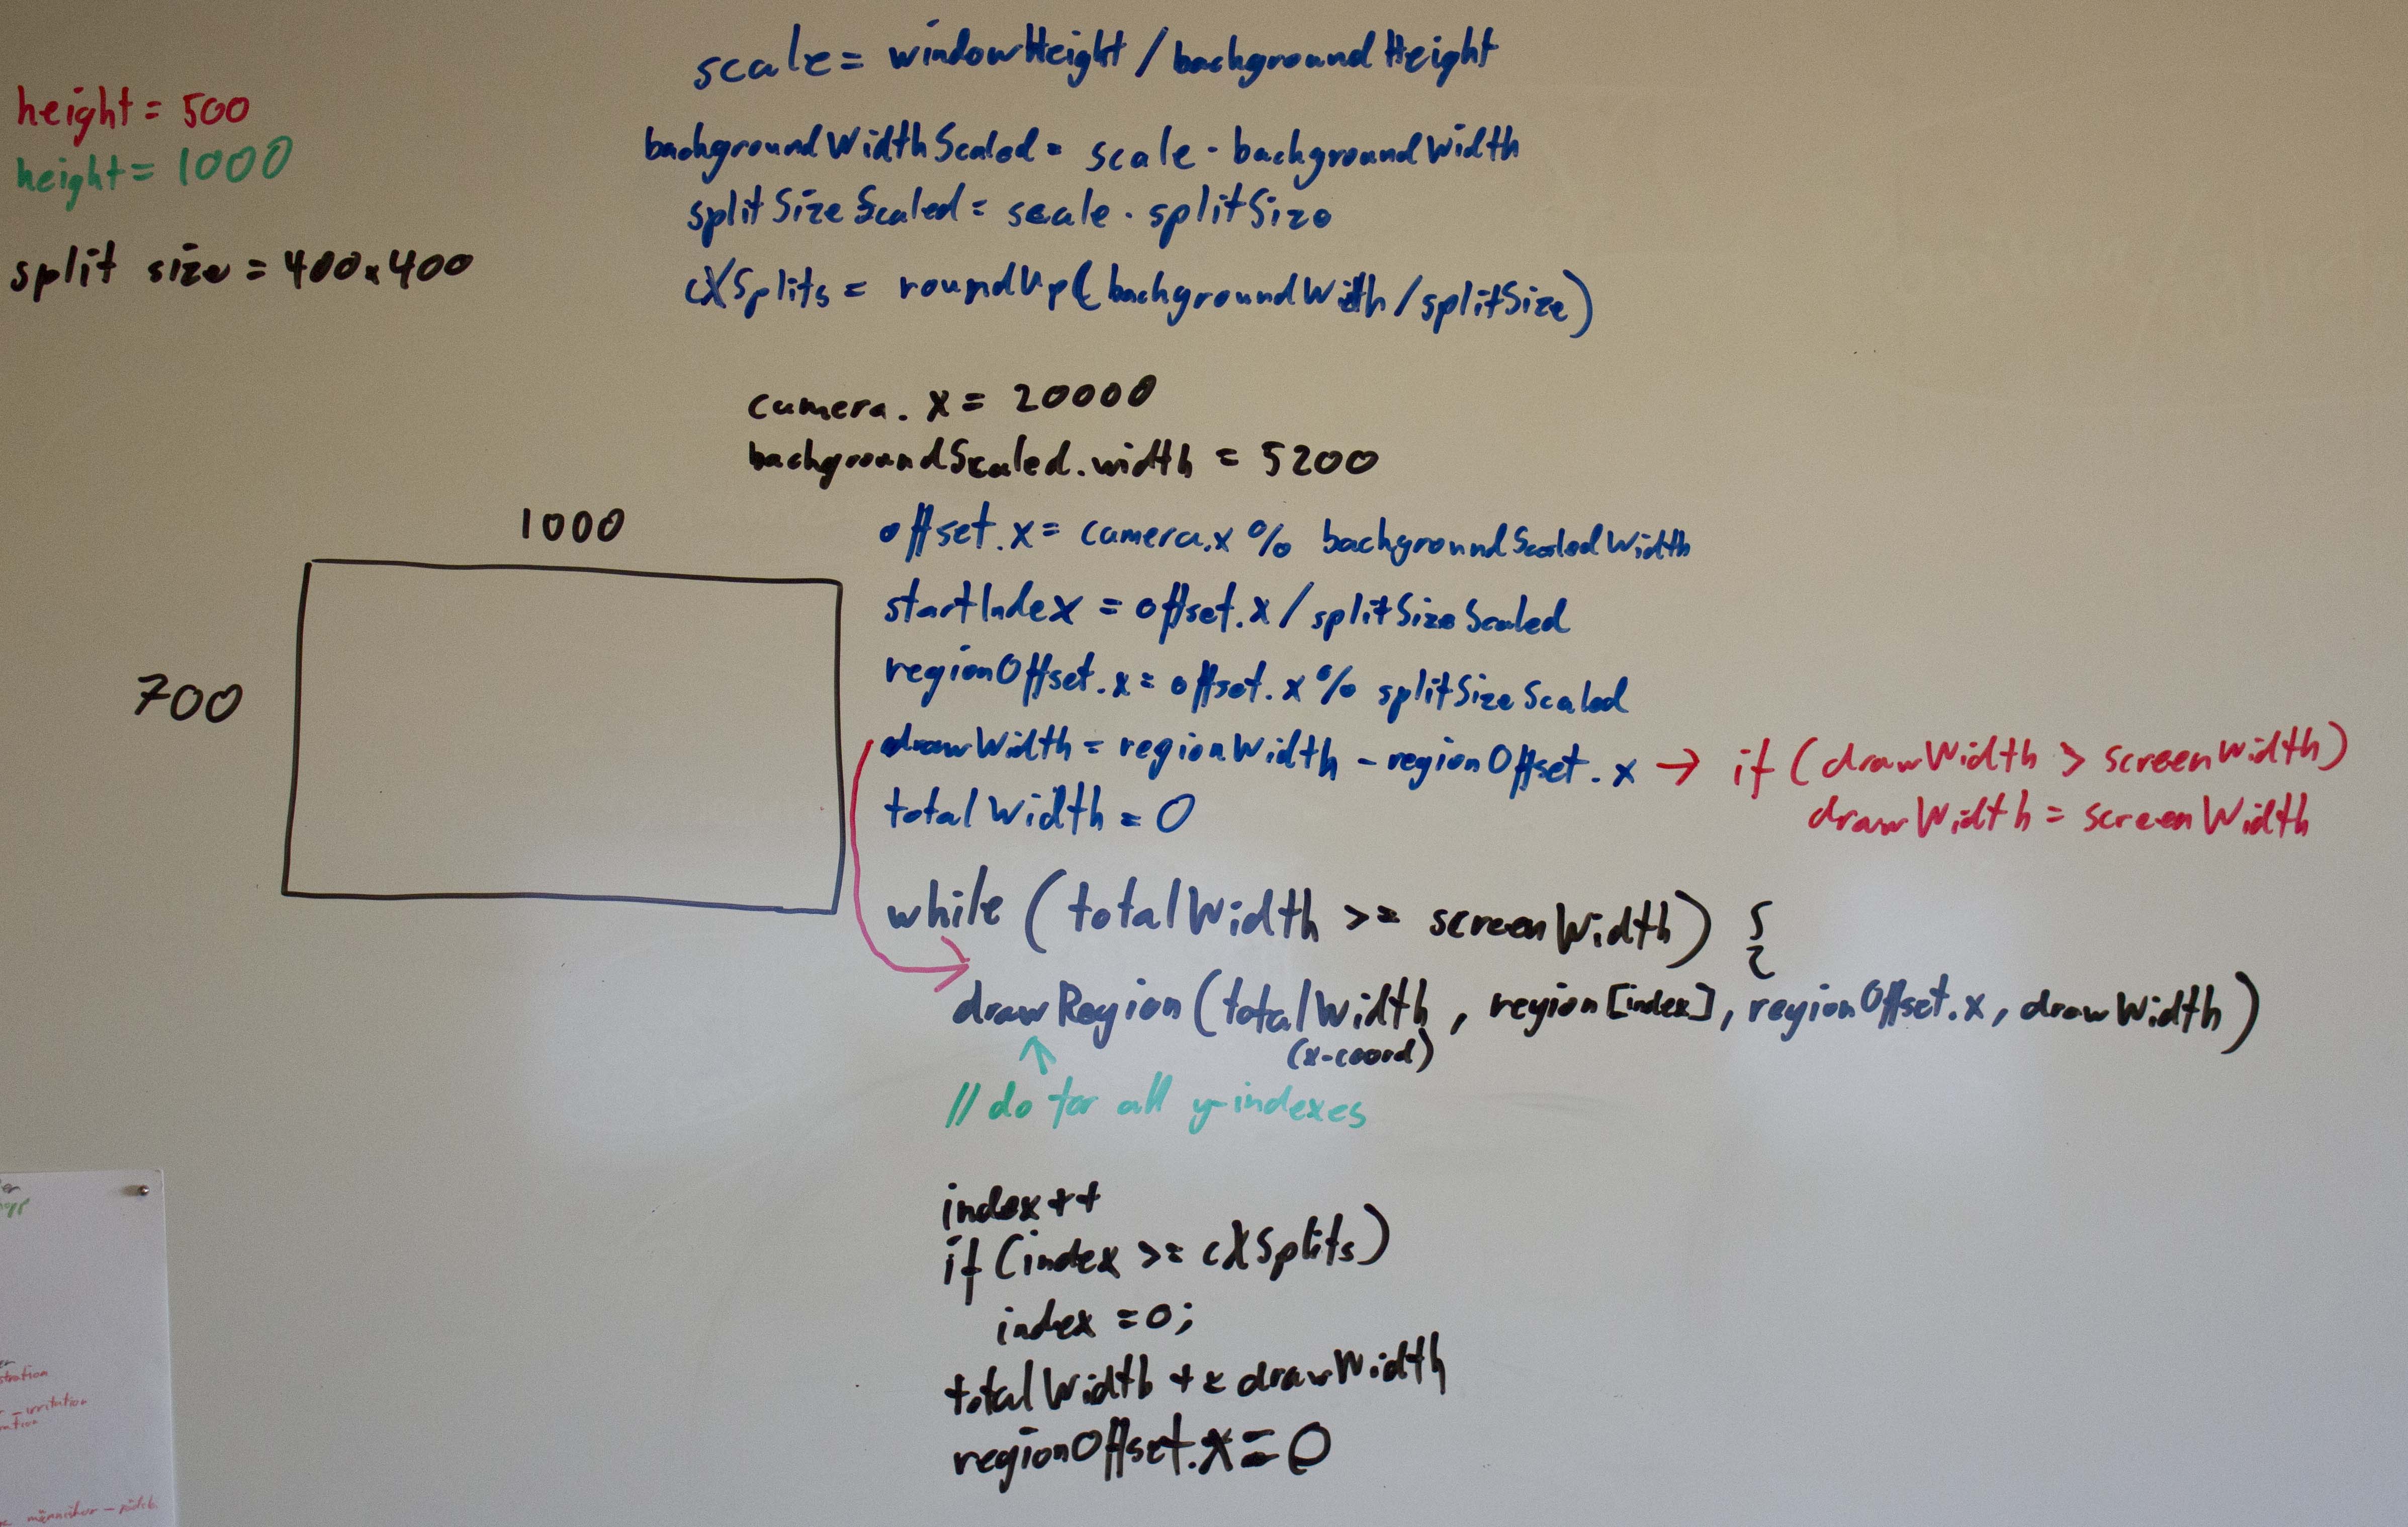 scale = windowHeight / backgroundHeight
height = 500
height = 1000
backgroundWidthScaled = scale · backgroundWidth
splitSizeScaled = scale · splitSize
split size = 400x400
cXSplits = roundUp(backgroundWidth / splitSize)
camera.x = 20000
backgroundScaled.width = 5200
1000
700
offset.x = camera.x % backgroundScaledWidth
startIndex = offset.x / splitSizeScaled
regionOffset.x = offset.x % splitSizeScaled
drawWidth = regionWidth - regionOffset.x → if (drawWidth > screenWidth)
drawWidth = screenWidth
totalWidth = 0
while (totalWidth >= screenWidth) {
drawRegion (totalWidth, region[index], regionOffset.x, drawWidth)
(x-coord)
// do for all y-indexes
index++
if (index >= cXSplits)
index = 0;
totalWidth += drawWidth
regionOffset.x = 0
stration
- irritation
människor -